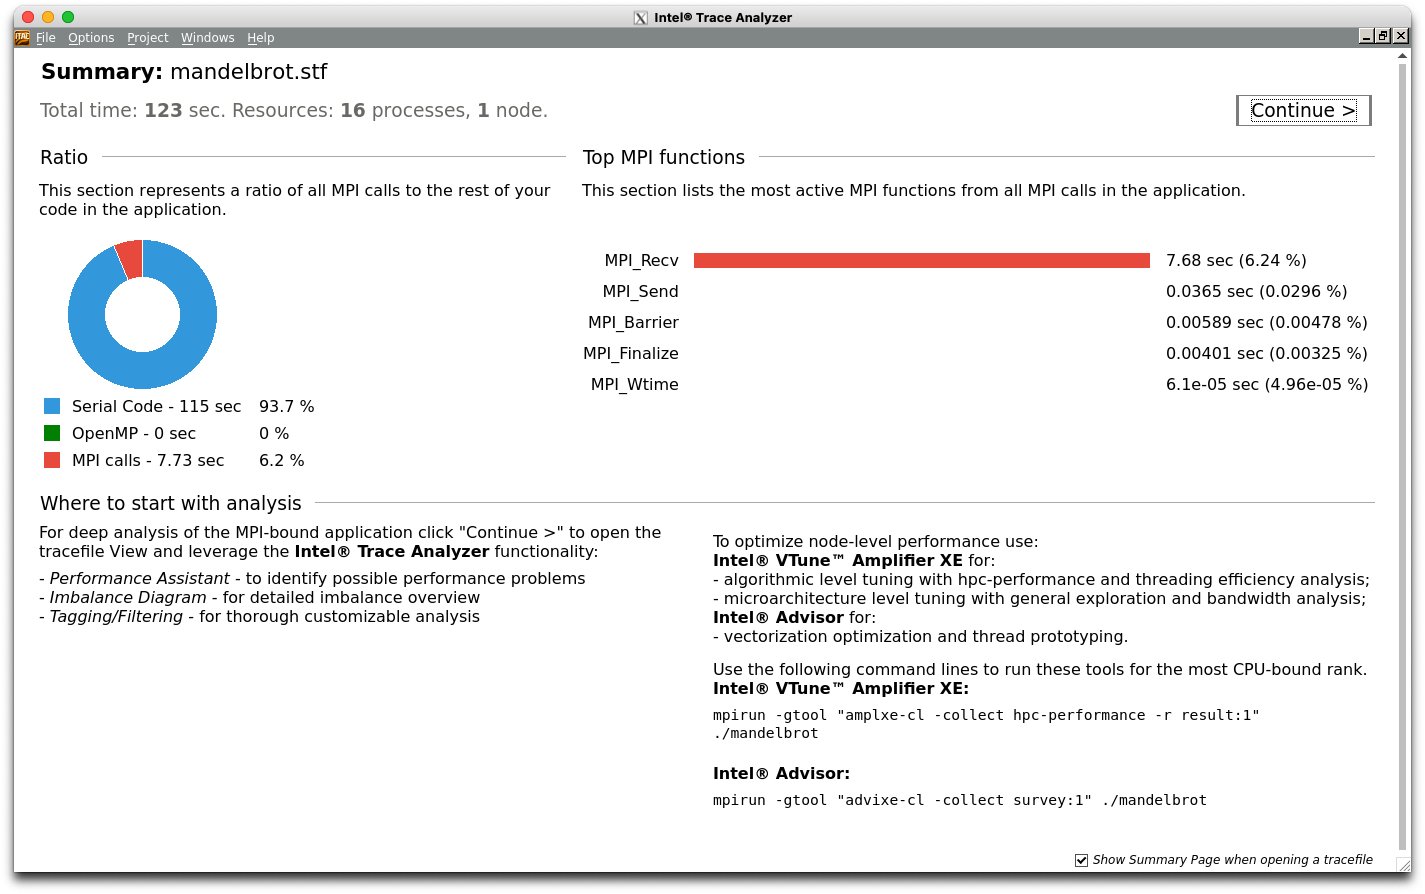 Intel® Trace Analyzer
ITAC File Options Project Windows Help
Summary: mandelbrot.stf
Total time: 123 sec. Resources: 16 processes, 1 node.
Continue >
Ratio
This section represents a ratio of all MPI calls to the rest of your
code in the application.
Serial Code - 115 sec 93.7 %
OpenMP - 0 sec 0 %
MPI calls - 7.73 sec 6.2 %
Top MPI functions
This section lists the most active MPI functions from all MPI calls in the application.
MPI_Recv 7.68 sec (6.24 %)
MPI_Send 0.0365 sec (0.0296 %)
MPI_Barrier 0.00589 sec (0.00478 %)
MPI_Finalize 0.00401 sec (0.00325 %)
MPI_Wtime 6.1e-05 sec (4.96e-05 %)
Where to start with analysis
For deep analysis of the MPI-bound application click "Continue >" to open the
tracefile View and leverage the Intel® Trace Analyzer functionality:
- Performance Assistant - to identify possible performance problems
- Imbalance Diagram - for detailed imbalance overview
- Tagging/Filtering - for thorough customizable analysis
To optimize node-level performance use:
Intel® VTune™ Amplifier XE for:
- algorithmic level tuning with hpc-performance and threading efficiency analysis;
- microarchitecture level tuning with general exploration and bandwidth analysis;
Intel® Advisor for:
- vectorization optimization and thread prototyping.
Use the following command lines to run these tools for the most CPU-bound rank.
Intel® VTune™ Amplifier XE:
mpirun -gtool "amplxe-cl -collect hpc-performance -r result:1"
./mandelbrot
Intel® Advisor:
mpirun -gtool "advixe-cl -collect survey:1" ./mandelbrot
Show Summary Page when opening a tracefile